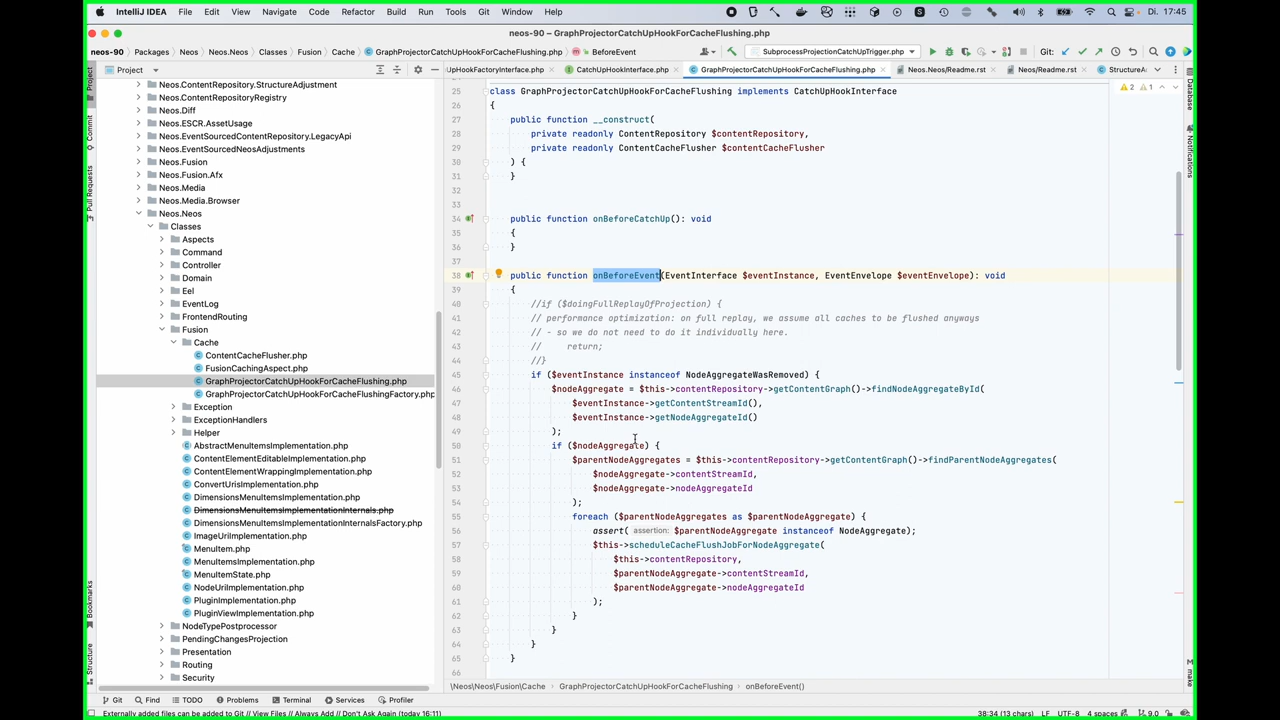 IntelliJ IDEA File Edit View Navigate Code Refactor Build Run Tools Git Window Help Di. 17:45
neos-90 – GraphProjectorCatchUpHookForCacheFlushing.php
neos-90 Packages Neos Neos.Neos Classes Fusion Cache GraphProjectorCatchUpHookForCacheFlushing.php BeforeEvent SubprocessProjectionCatchUpTrigger.php Git:
Project
UpHookFactoryInterface.php CatchUpHookInterface.php GraphProjectorCatchUpHookForCacheFlushing.php Neos.Neos/Readme.rst Neos/Readme.rst StructureA
Project
Commit
Pull Requests
Bookmarks
Structure
Neos.ContentRepository.StructureAdjustment
Neos.ContentRepositoryRegistry
Neos.Diff
Neos.ESCR.AssetUsage
Neos.EventSourcedContentRepository.LegacyApi
Neos.EventSourcedNeosAdjustments
Neos.Fusion
Neos.Fusion.Afx
Neos.Media
Neos.Media.Browser
Neos.Neos
Classes
Aspects
Command
Controller
Domain
Eel
EventLog
FrontendRouting
Fusion
Cache
ContentCacheFlusher.php
FusionCachingAspect.php
GraphProjectorCatchUpHookForCacheFlushing.php
GraphProjectorCatchUpHookForCacheFlushingFactory.php
Exception
ExceptionHandlers
Helper
AbstractMenuItemsImplementation.php
ContentElementEditableImplementation.php
ContentElementWrappingImplementation.php
ConvertUrisImplementation.php
DimensionsMenuItemsImplementation.php
DimensionsMenuItemsImplementationInternals.php
DimensionsMenuItemsImplementationInternalsFactory.php
ImageUriImplementation.php
MenuItem.php
MenuItemsImplementation.php
MenuItemState.php
NodeUriImplementation.php
PluginImplementation.php
PluginViewImplementation.php
NodeTypePostprocessor
PendingChangesProjection
Presentation
Routing
Security
2 1
25 class GraphProjectorCatchUpHookForCacheFlushing implements CatchUpHookInterface
26 {
27 public function __construct(
28 private readonly ContentRepository $contentRepository,
29 private readonly ContentCacheFlusher $contentCacheFlusher
30 ) {
31 }
32
33
34 public function onBeforeCatchUp(): void
35 {
36 }
37
38 public function onBeforeEvent(EventInterface $eventInstance, EventEnvelope $eventEnvelope): void
39 {
40 //if ($doingFullReplayOfProjection) {
41 // performance optimization: on full replay, we assume all caches to be flushed anyways
42 // - so we do not need to do it individually here.
43 // return;
44 //}
45 if ($eventInstance instanceof NodeAggregateWasRemoved) {
46 $nodeAggregate = $this->contentRepository->getContentGraph()->findNodeAggregateById(
47 $eventInstance->getContentStreamId(),
48 $eventInstance->getNodeAggregateId()
49 );
50 if ($nodeAggregate) {
51 $parentNodeAggregates = $this->contentRepository->getContentGraph()->findParentNodeAggregates(
52 $nodeAggregate->contentStreamId,
53 $nodeAggregate->nodeAggregateId
54 );
55 foreach ($parentNodeAggregates as $parentNodeAggregate) {
56 assert( assertion: $parentNodeAggregate instanceof NodeAggregate);
57 $this->scheduleCacheFlushJobForNodeAggregate(
58 $this->contentRepository,
59 $parentNodeAggregate->contentStreamId,
60 $parentNodeAggregate->nodeAggregateId
61 );
62 }
63 }
64 }
65 }
66
Database
Notifications
make
\Neos\Neos\Fusion\Cache GraphProjectorCatchUpHookForCacheFlushing onBeforeEvent()
Git Find TODO Problems Terminal Services Profiler
Externally added files can be added to Git // View Files // Always Add // Don't Ask Again (today 16:11) 38:34 (13 chars) LF UTF-8 4 spaces 9.0